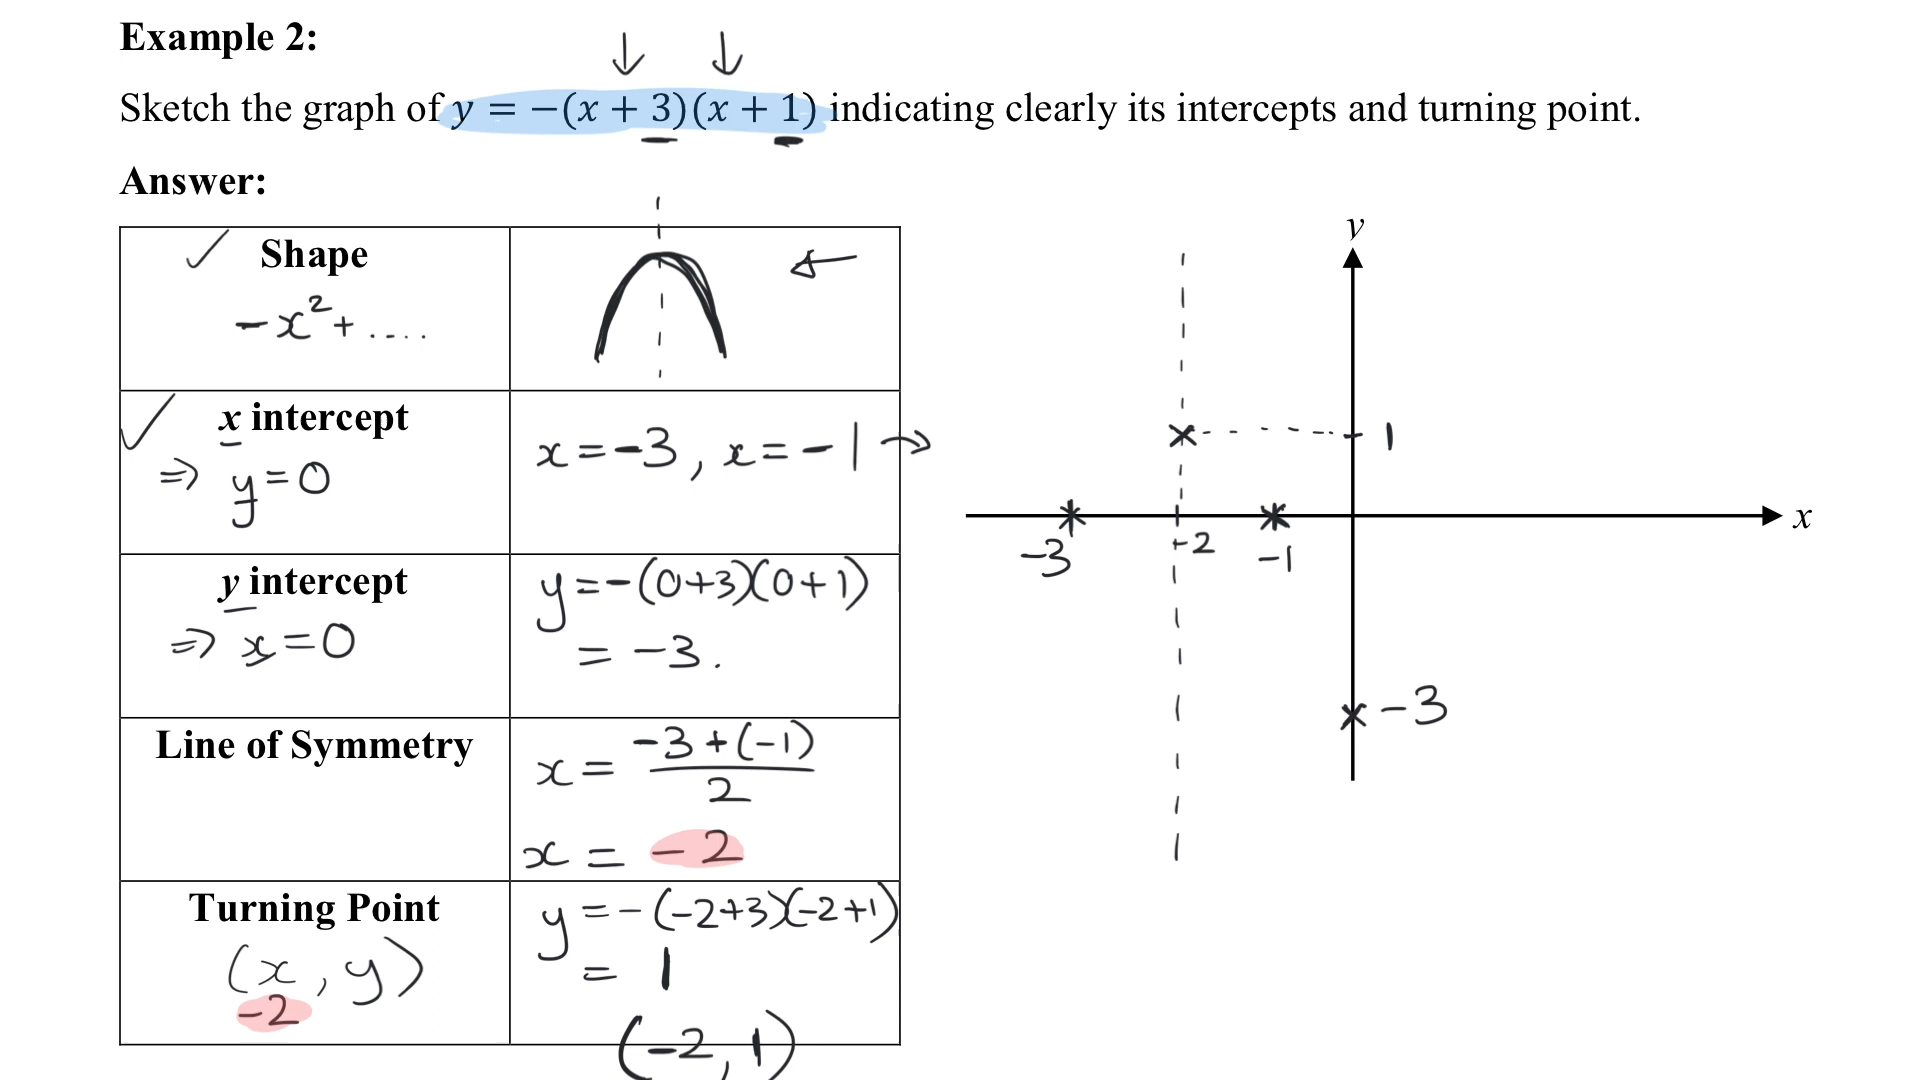 Example 2:
Sketch the graph of y = −(x + 3)(x + 1) indicating clearly its intercepts and turning point.
Answer:
Shape
-x²+ ....
x intercept
⇒ y=0
x=-3, x=-1 →
y intercept
⇒ x=0
y=-(0+3)(0+1)
= -3.
Line of Symmetry
x = (-3+(-1))/2
x = -2
Turning Point
(x, y)
-2
y=-(-2+3)(-2+1)
= 1
(-2, 1)
y
1
x
-3
-2
-1
-3